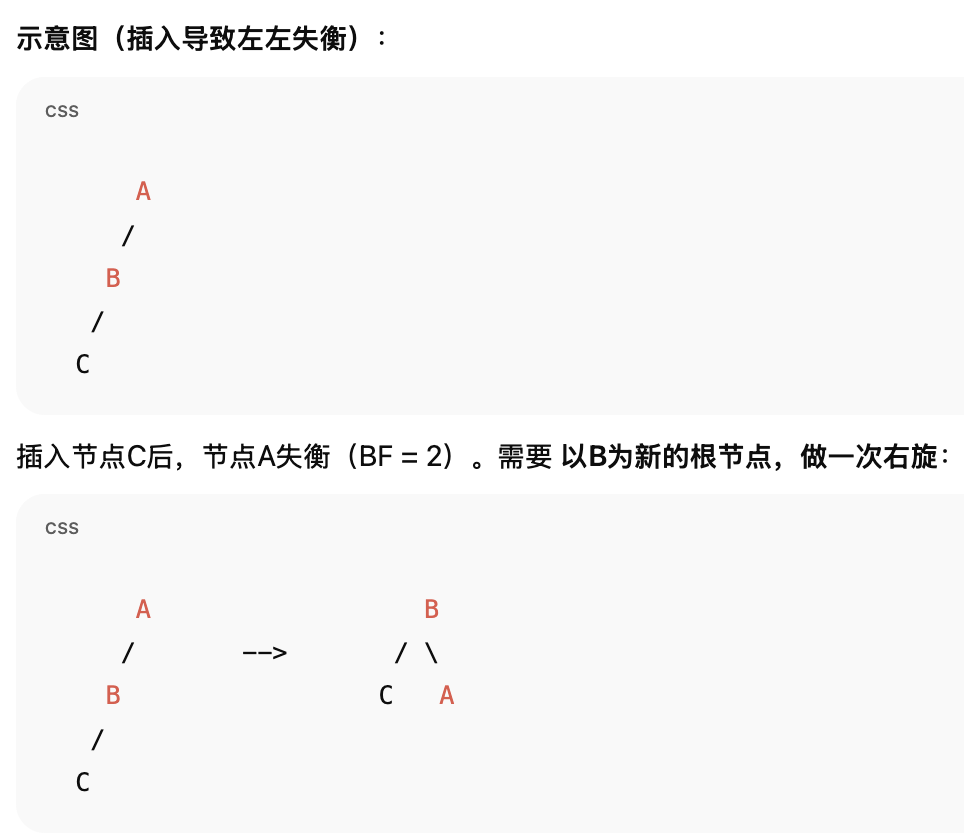 示意图（插入导致左左失衡）:
css
A
/
B
/
C
插入节点C后，节点A失衡（BF = 2）。需要 以B为新的根节点，做一次右旋:
css
A B
/ --> / \
B C A
/
C